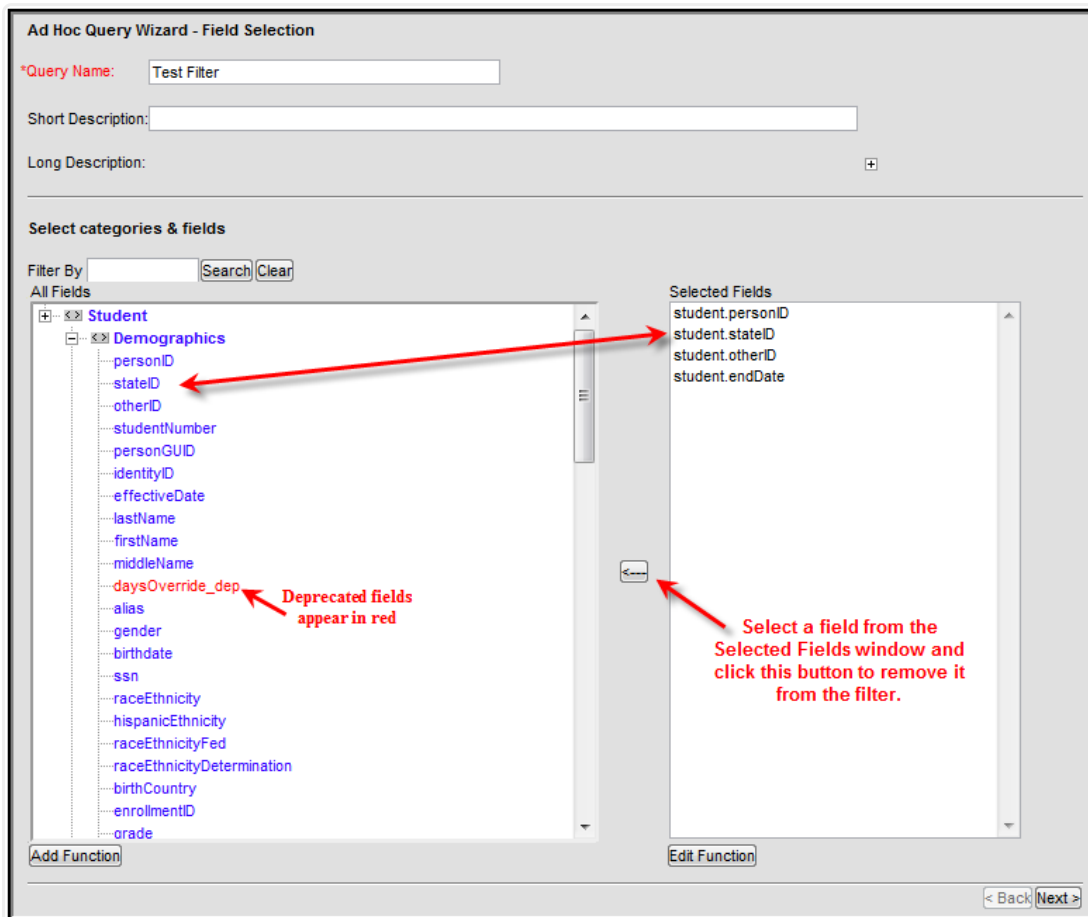 Ad Hoc Query Wizard - Field Selection
*Query Name: Test Filter
Short Description:
Long Description:
Select categories & fields
Filter By Search Clear
All Fields
Student
Demographics
personID
stateID
otherID
studentNumber
personGUID
identityID
effectiveDate
lastName
firstName
middleName
daysOverride_dep
alias
gender
birthdate
ssn
raceEthnicity
hispanicEthnicity
raceEthnicityFed
raceEthnicityDetermination
birthCountry
enrollmentID
grade
Deprecated fields
appear in red
Add Function
Selected Fields
student.personID
student.stateID
student.otherID
student.endDate
<---
Select a field from the
Selected Fields window and
click this button to remove it
from the filter.
Edit Function
< Back Next >